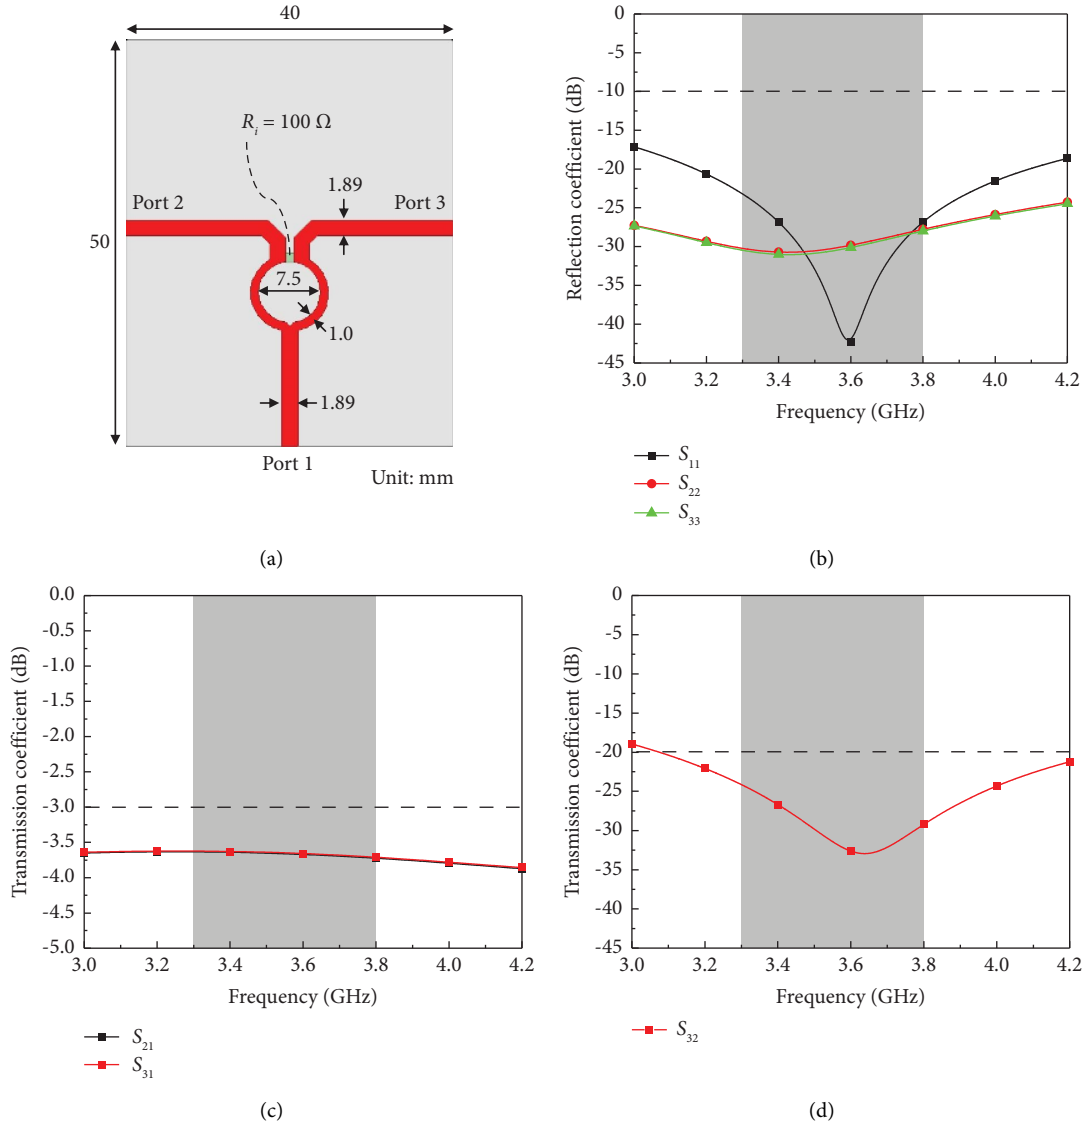 40
R_i = 100 Ω
1.89
Port 2
Port 3
50
7.5
1.0
1.89
Port 1
Unit: mm
(a)
0
-5
-10
-15
-20
-25
-30
-35
-40
-45
Reflection coefficient (dB)
3.0 3.2 3.4 3.6 3.8 4.0 4.2
Frequency (GHz)
S11
S22
S33
(b)
0.0
-0.5
-1.0
-1.5
-2.0
-2.5
-3.0
-3.5
-4.0
-4.5
-5.0
Transmission coefficient (dB)
3.0 3.2 3.4 3.6 3.8 4.0 4.2
Frequency (GHz)
S21
S31
(c)
0
-5
-10
-15
-20
-25
-30
-35
-40
-45
Transmission coefficient (dB)
3.0 3.2 3.4 3.6 3.8 4.0 4.2
Frequency (GHz)
S32
(d)